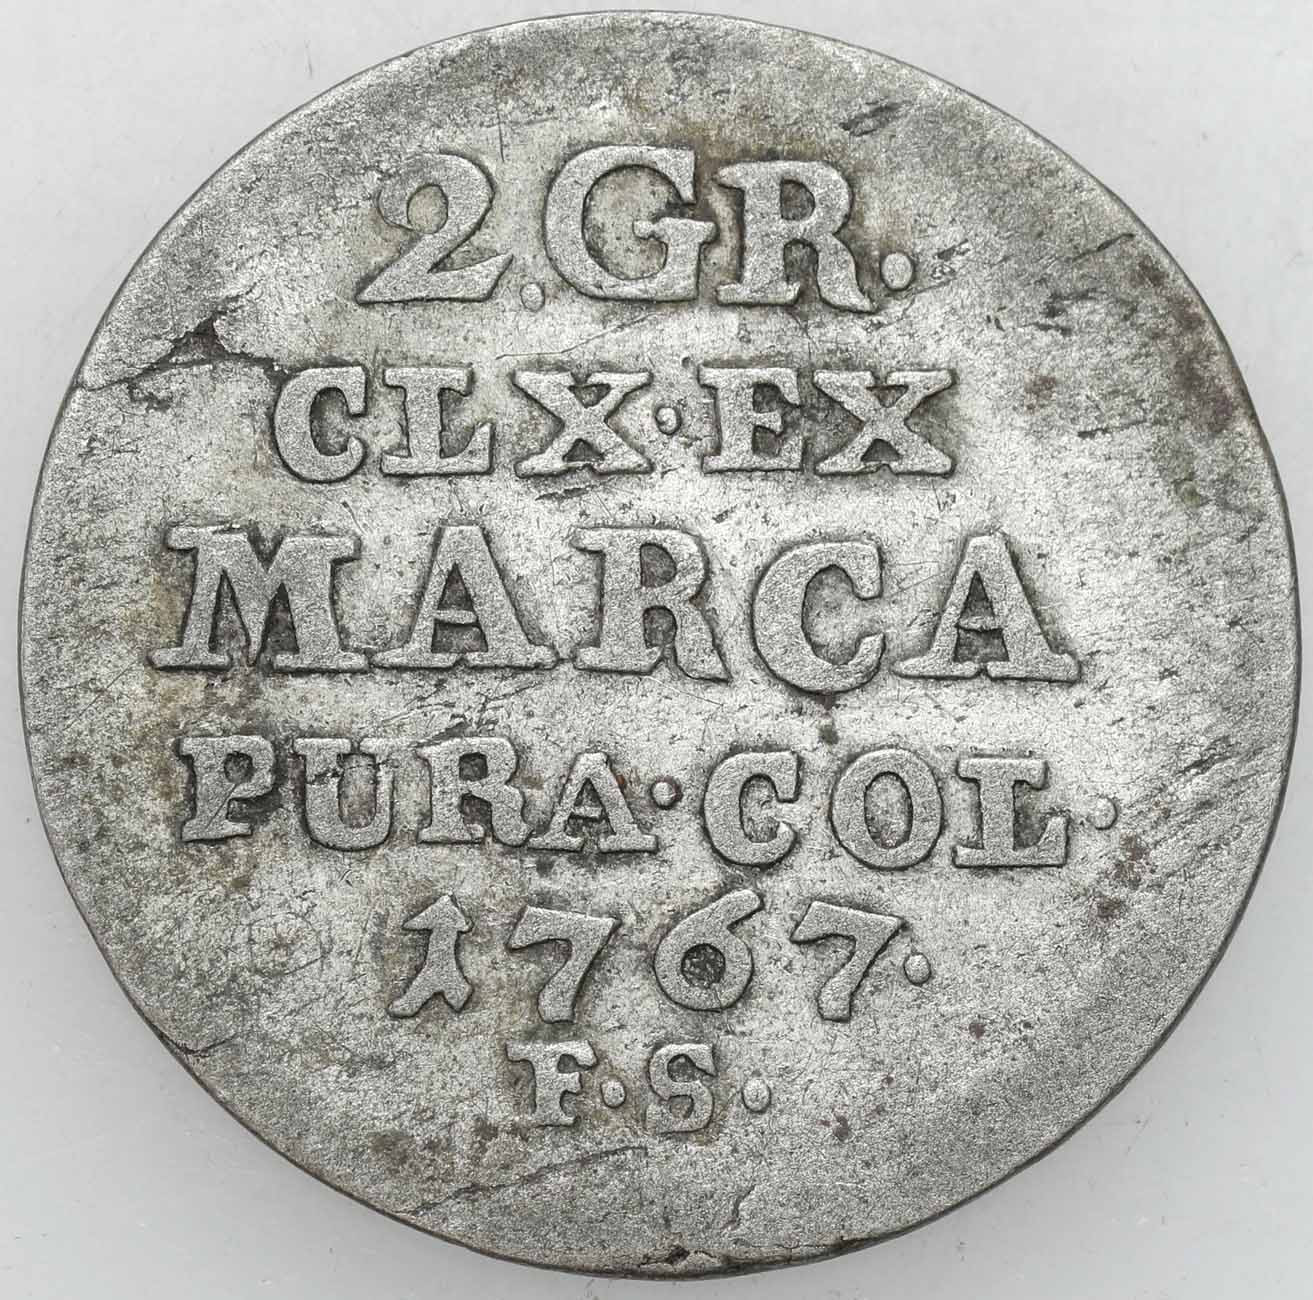 2.GR.
CLX·EX
MARCA
PURA·COL·
1767.
F·S·